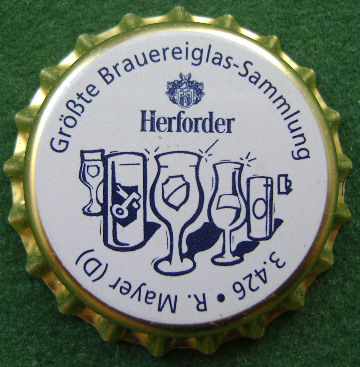 Größte Brauereiglas-Sammlung
Herforder
3.426 • R. Mayer (D)